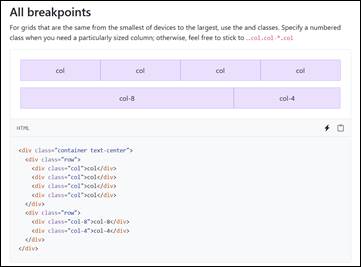 All breakpoints
For grids that are the same from the smallest of devices to the largest, use the and classes. Specify a numbered
class when you need a particularly sized column; otherwise, feel free to stick to ..col.col-*.col
col col col col
col-8 col-4
HTML
<div class="container text-center">
<div class="row">
<div class="col">col</div>
<div class="col">col</div>
<div class="col">col</div>
<div class="col">col</div>
</div>
<div class="row">
<div class="col-8">col-8</div>
<div class="col-4">col-4</div>
</div>
</div>